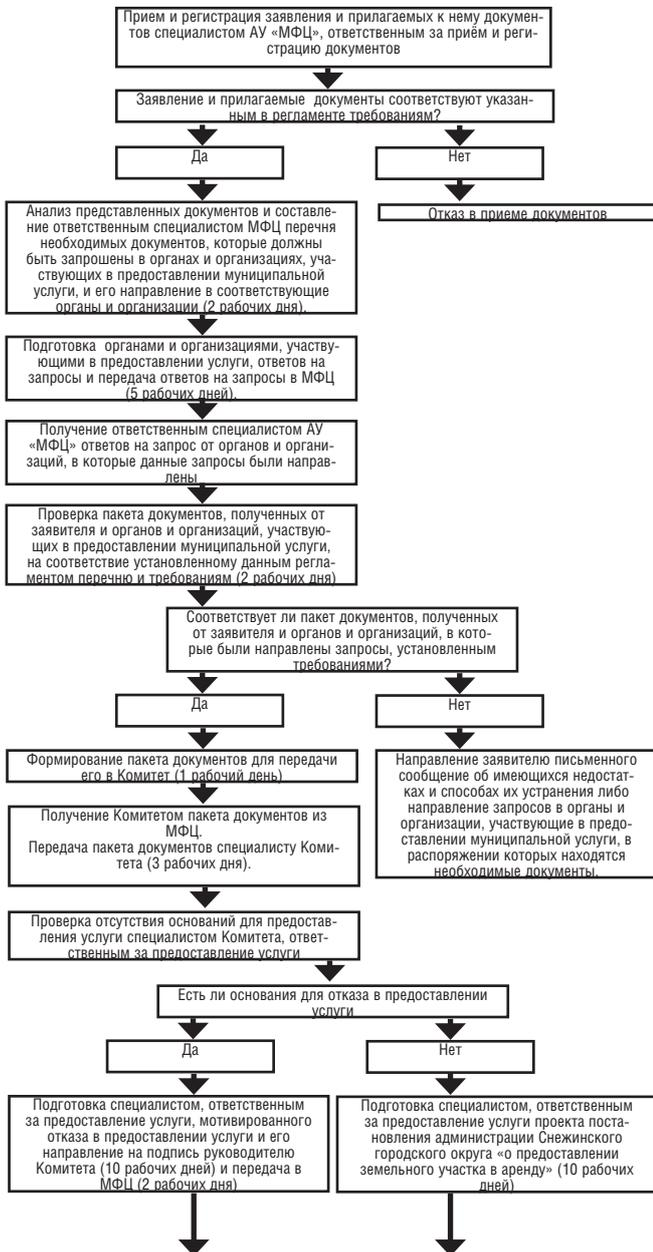 Прием и регистрация заявления и прилагаемых к нему докумен-
тов специалистом АУ «МФЦ», ответственным за приём и реги-
страцию документов
Заявление и прилагаемые документы соответствуют указан-
ным в регламенте требованиям?
Да
Нет
Анализ представленных документов и составле-
ние ответственным специалистом МФЦ перечня
необходимых документов, которые должны
быть запрошены в органах и организациях, уча-
ствующих в предоставлении муниципальной
услуги, и его направление в соответствующие
органы и организации (2 рабочих дня).
Отказ в приеме документов
Подготовка органами и организациями, участву-
ющими в предоставлении услуги, ответов на
запросы и передача ответов на запросы в МФЦ
(5 рабочих дней).
Получение ответственным специалистом АУ
«МФЦ» ответов на запрос от органов и органи-
заций, в которые данные запросы были направ-
лены
Проверка пакета документов, полученных от
заявителя и органов и организаций, участвую-
щих в предоставлении муниципальной услуги,
на соответствие установленному данным регла-
ментом перечню и требованиям (2 рабочих дня)
Соответствует ли пакет документов, полученных
от заявителя и органов и организаций, в кото-
рые были направлены запросы, установленным
требованиями?
Да
Нет
Формирование пакета документов для передачи
его в Комитет (1 рабочий день)
Направление заявителю письменного
сообщение об имеющихся недостат-
ках и способах их устранения либо
направление запросов в органы и
организации, участвующие в предо-
ставлении муниципальной услуги, в
распоряжении которых находятся
необходимые документы.
Получение Комитетом пакета документов из
МФЦ.
Передача пакета документов специалисту Коми-
тета (3 рабочих дня).
Проверка отсутствия оснований для предостав-
ления услуги специалистом Комитета, ответ-
ственным за предоставление услуги
Есть ли основания для отказа в предоставлении
услуги
Да
Нет
Подготовка специалистом, ответственным
за предоставление услуги, мотивированного
отказа в предоставлении услуги и его
направление на подпись руководителю
Комитета (10 рабочих дней) и передача в
МФЦ (2 рабочих дня)
Подготовка специалистом, ответственным
за предоставление услуги проекта поста-
новления администрации Снежинского
городского округа «о предоставлении
земельного участка в аренду» (10 рабочих
дней)